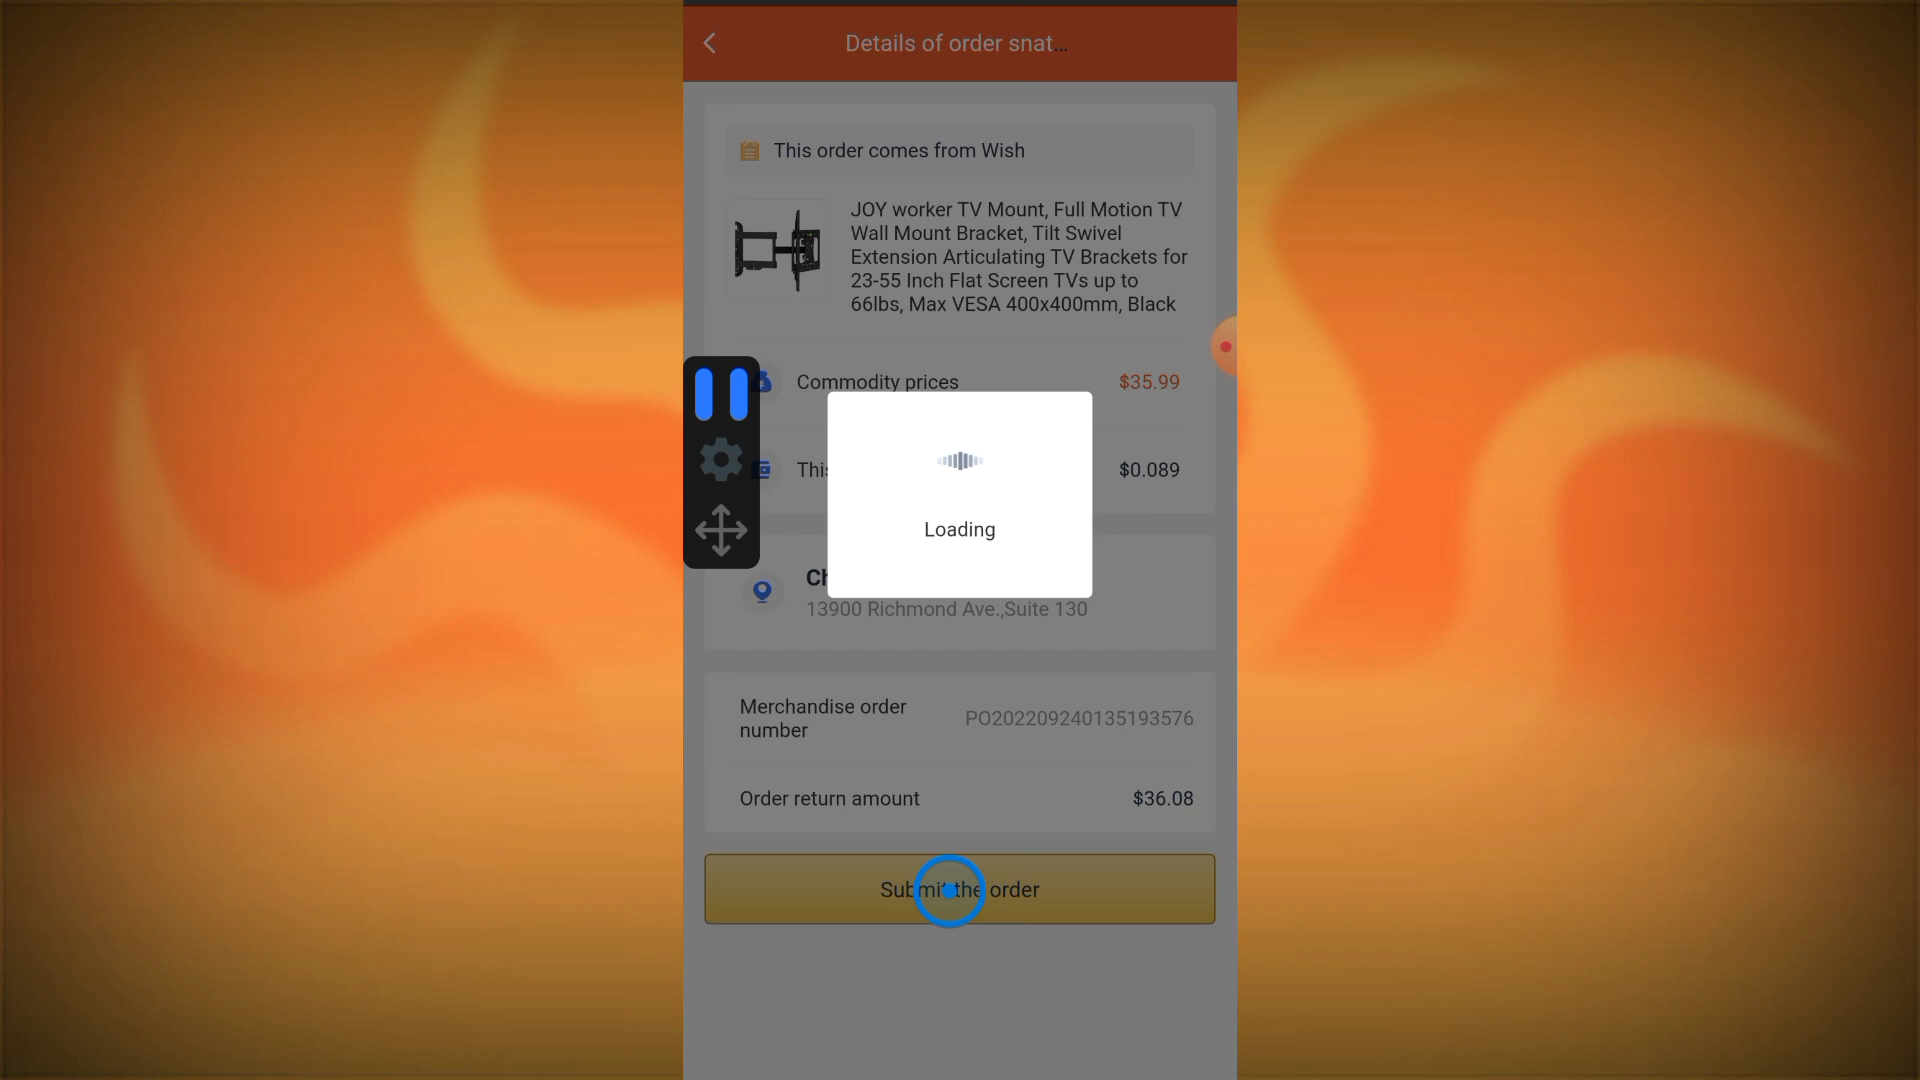 Details of order snat...
This order comes from Wish
JOY worker TV Mount, Full Motion TV
Wall Mount Bracket, Tilt Swivel
Extension Articulating TV Brackets for
23-55 Inch Flat Screen TVs up to
66lbs, Max VESA 400x400mm, Black
Commodity prices $35.99
$0.089
Loading
13900 Richmond Ave.,Suite 130
Merchandise order
number PO202209240135193576
Order return amount $36.08
Submit the order